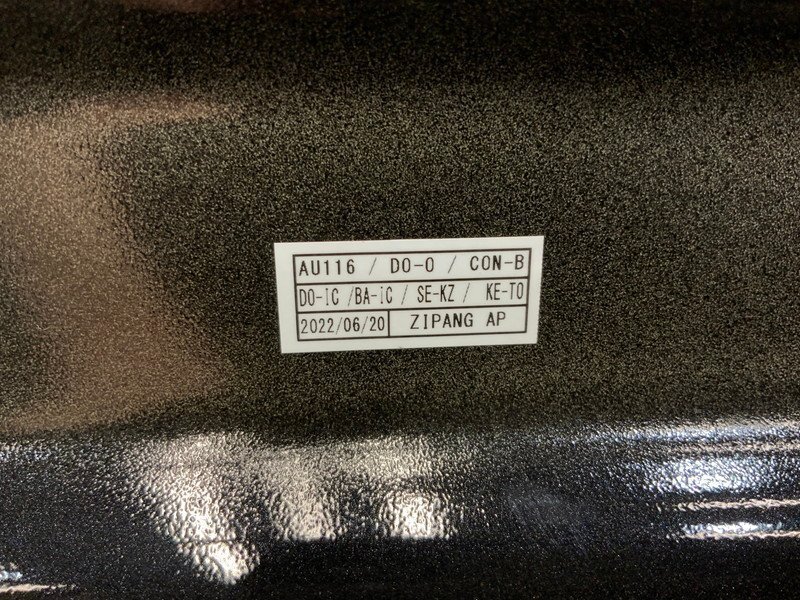 AU116 / DO-O / CON-B
DO-iC /BA-iC / SE-KZ / KE-TO
2022/06/20 ZIPANG AP